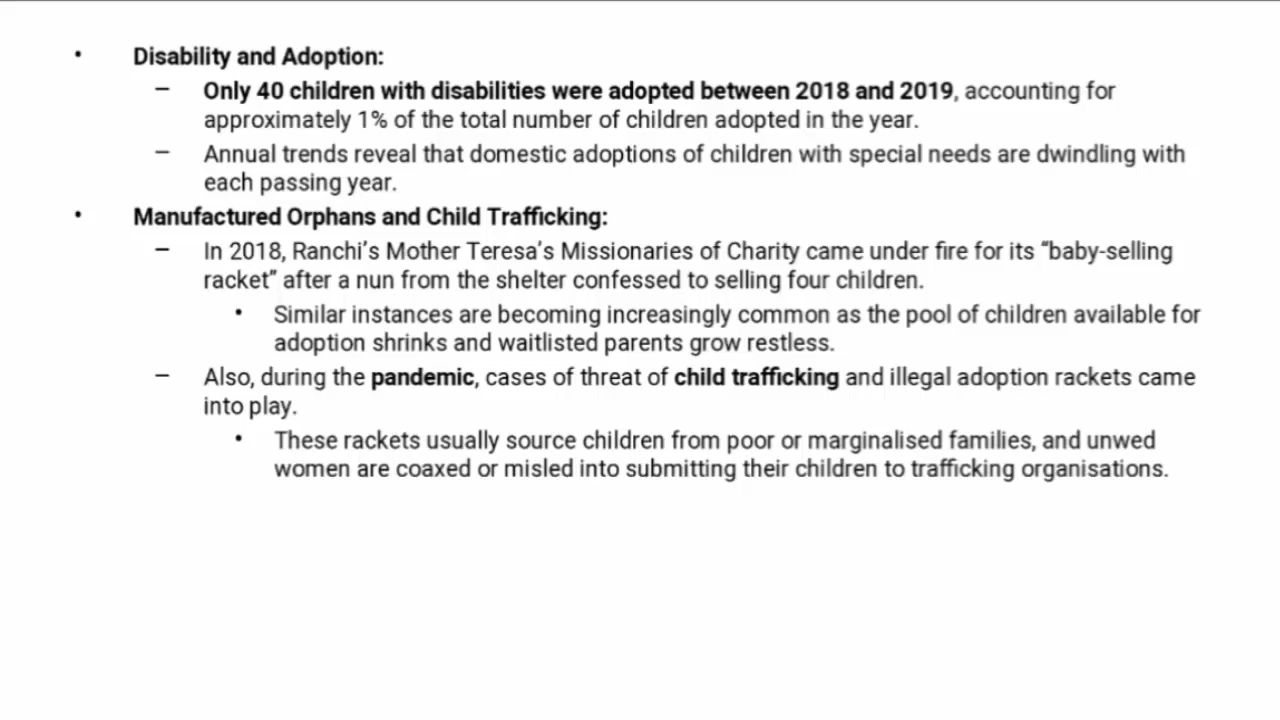 • Disability and Adoption:
– Only 40 children with disabilities were adopted between 2018 and 2019, accounting for
approximately 1% of the total number of children adopted in the year.
– Annual trends reveal that domestic adoptions of children with special needs are dwindling with
each passing year.
• Manufactured Orphans and Child Trafficking:
– In 2018, Ranchi’s Mother Teresa’s Missionaries of Charity came under fire for its “baby-selling
racket” after a nun from the shelter confessed to selling four children.
• Similar instances are becoming increasingly common as the pool of children available for
adoption shrinks and waitlisted parents grow restless.
– Also, during the pandemic, cases of threat of child trafficking and illegal adoption rackets came
into play.
• These rackets usually source children from poor or marginalised families, and unwed
women are coaxed or misled into submitting their children to trafficking organisations.